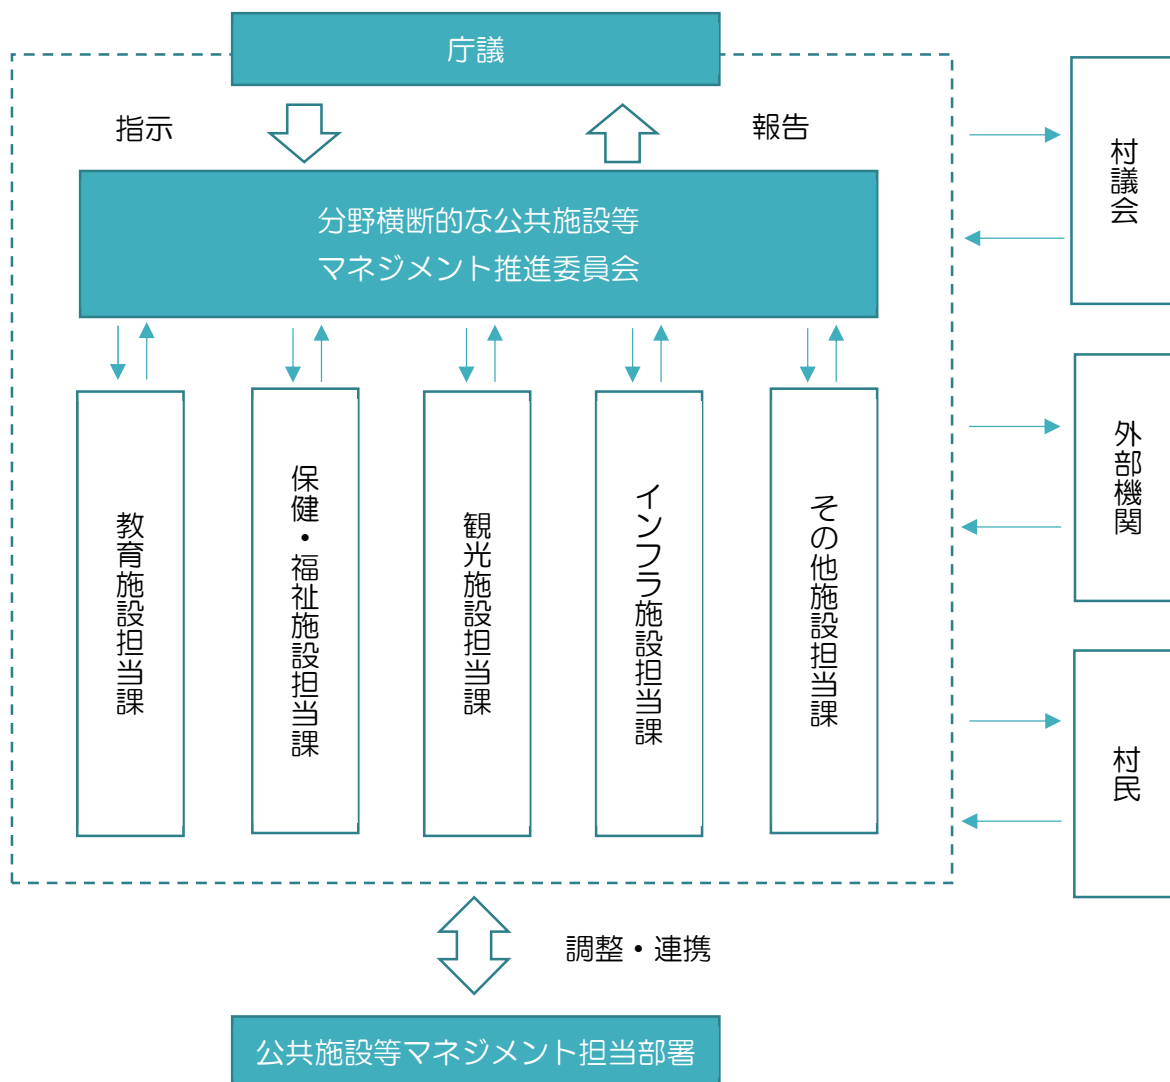 庁議
指示
報告
分野横断的な公共施設等
マネジメント推進委員会
教育施設担当課
保健・福祉施設担当課
観光施設担当課
インフラ施設担当課
その他施設担当課
村議会
外部機関
村民
調整・連携
公共施設等マネジメント担当部署